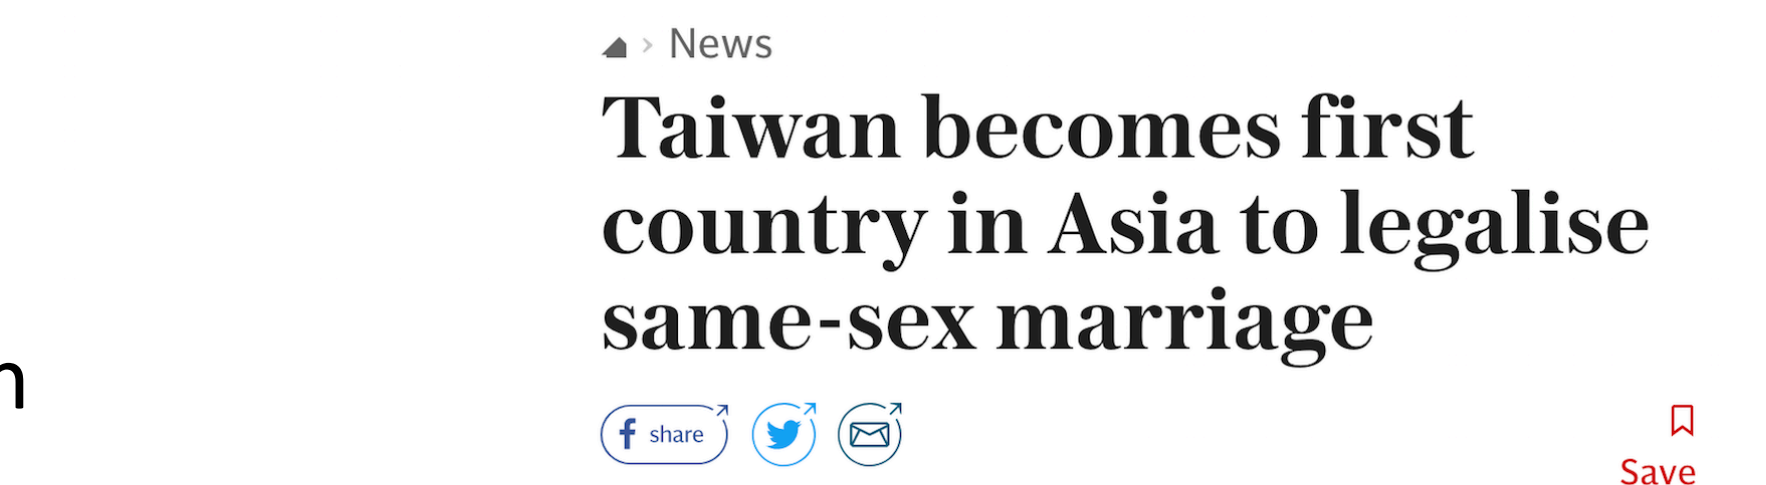 News
Taiwan becomes first
country in Asia to legalise
same-sex marriage
n
share
Save